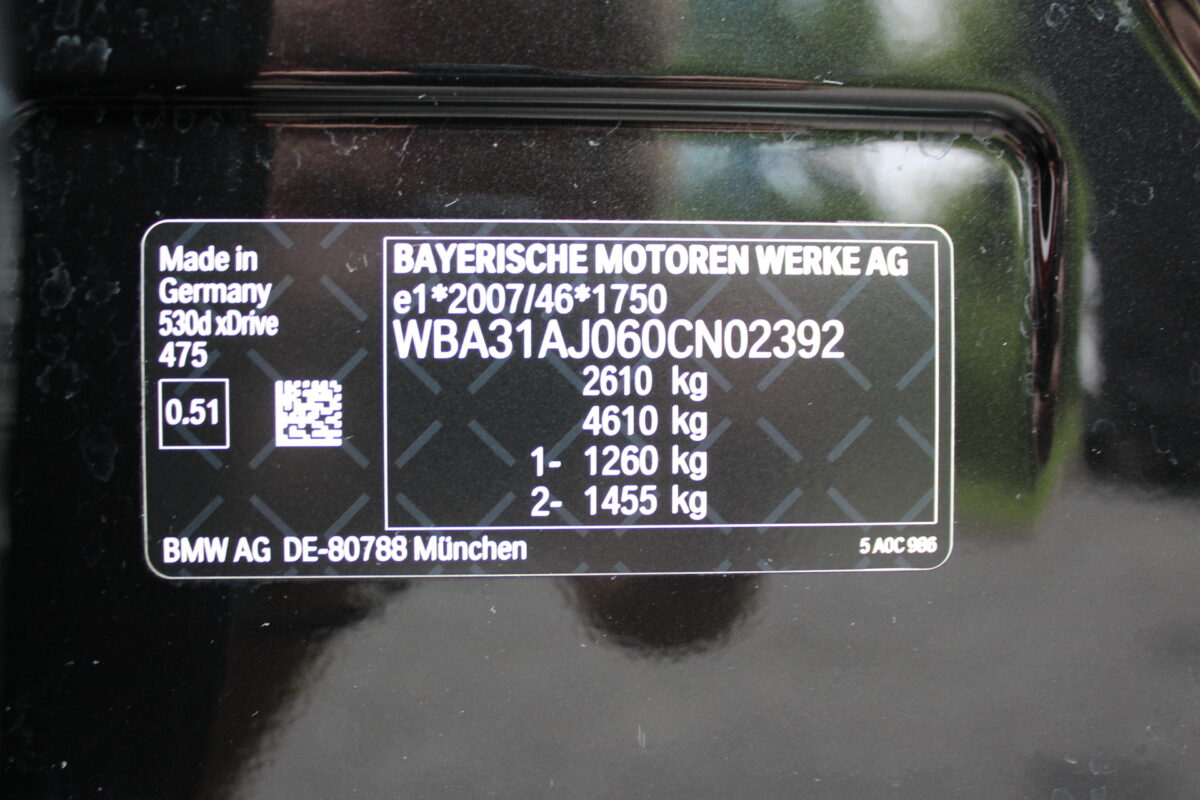 Made in
Germany
530d xDrive
475
0.51
BAYERISCHE MOTOREN WERKE AG
e1*2007/46*1750
WBA31AJ060CN02392
2610 kg
4610 kg
1- 1260 kg
2- 1455 kg
BMW AG DE-80788 München
5 A0C 986